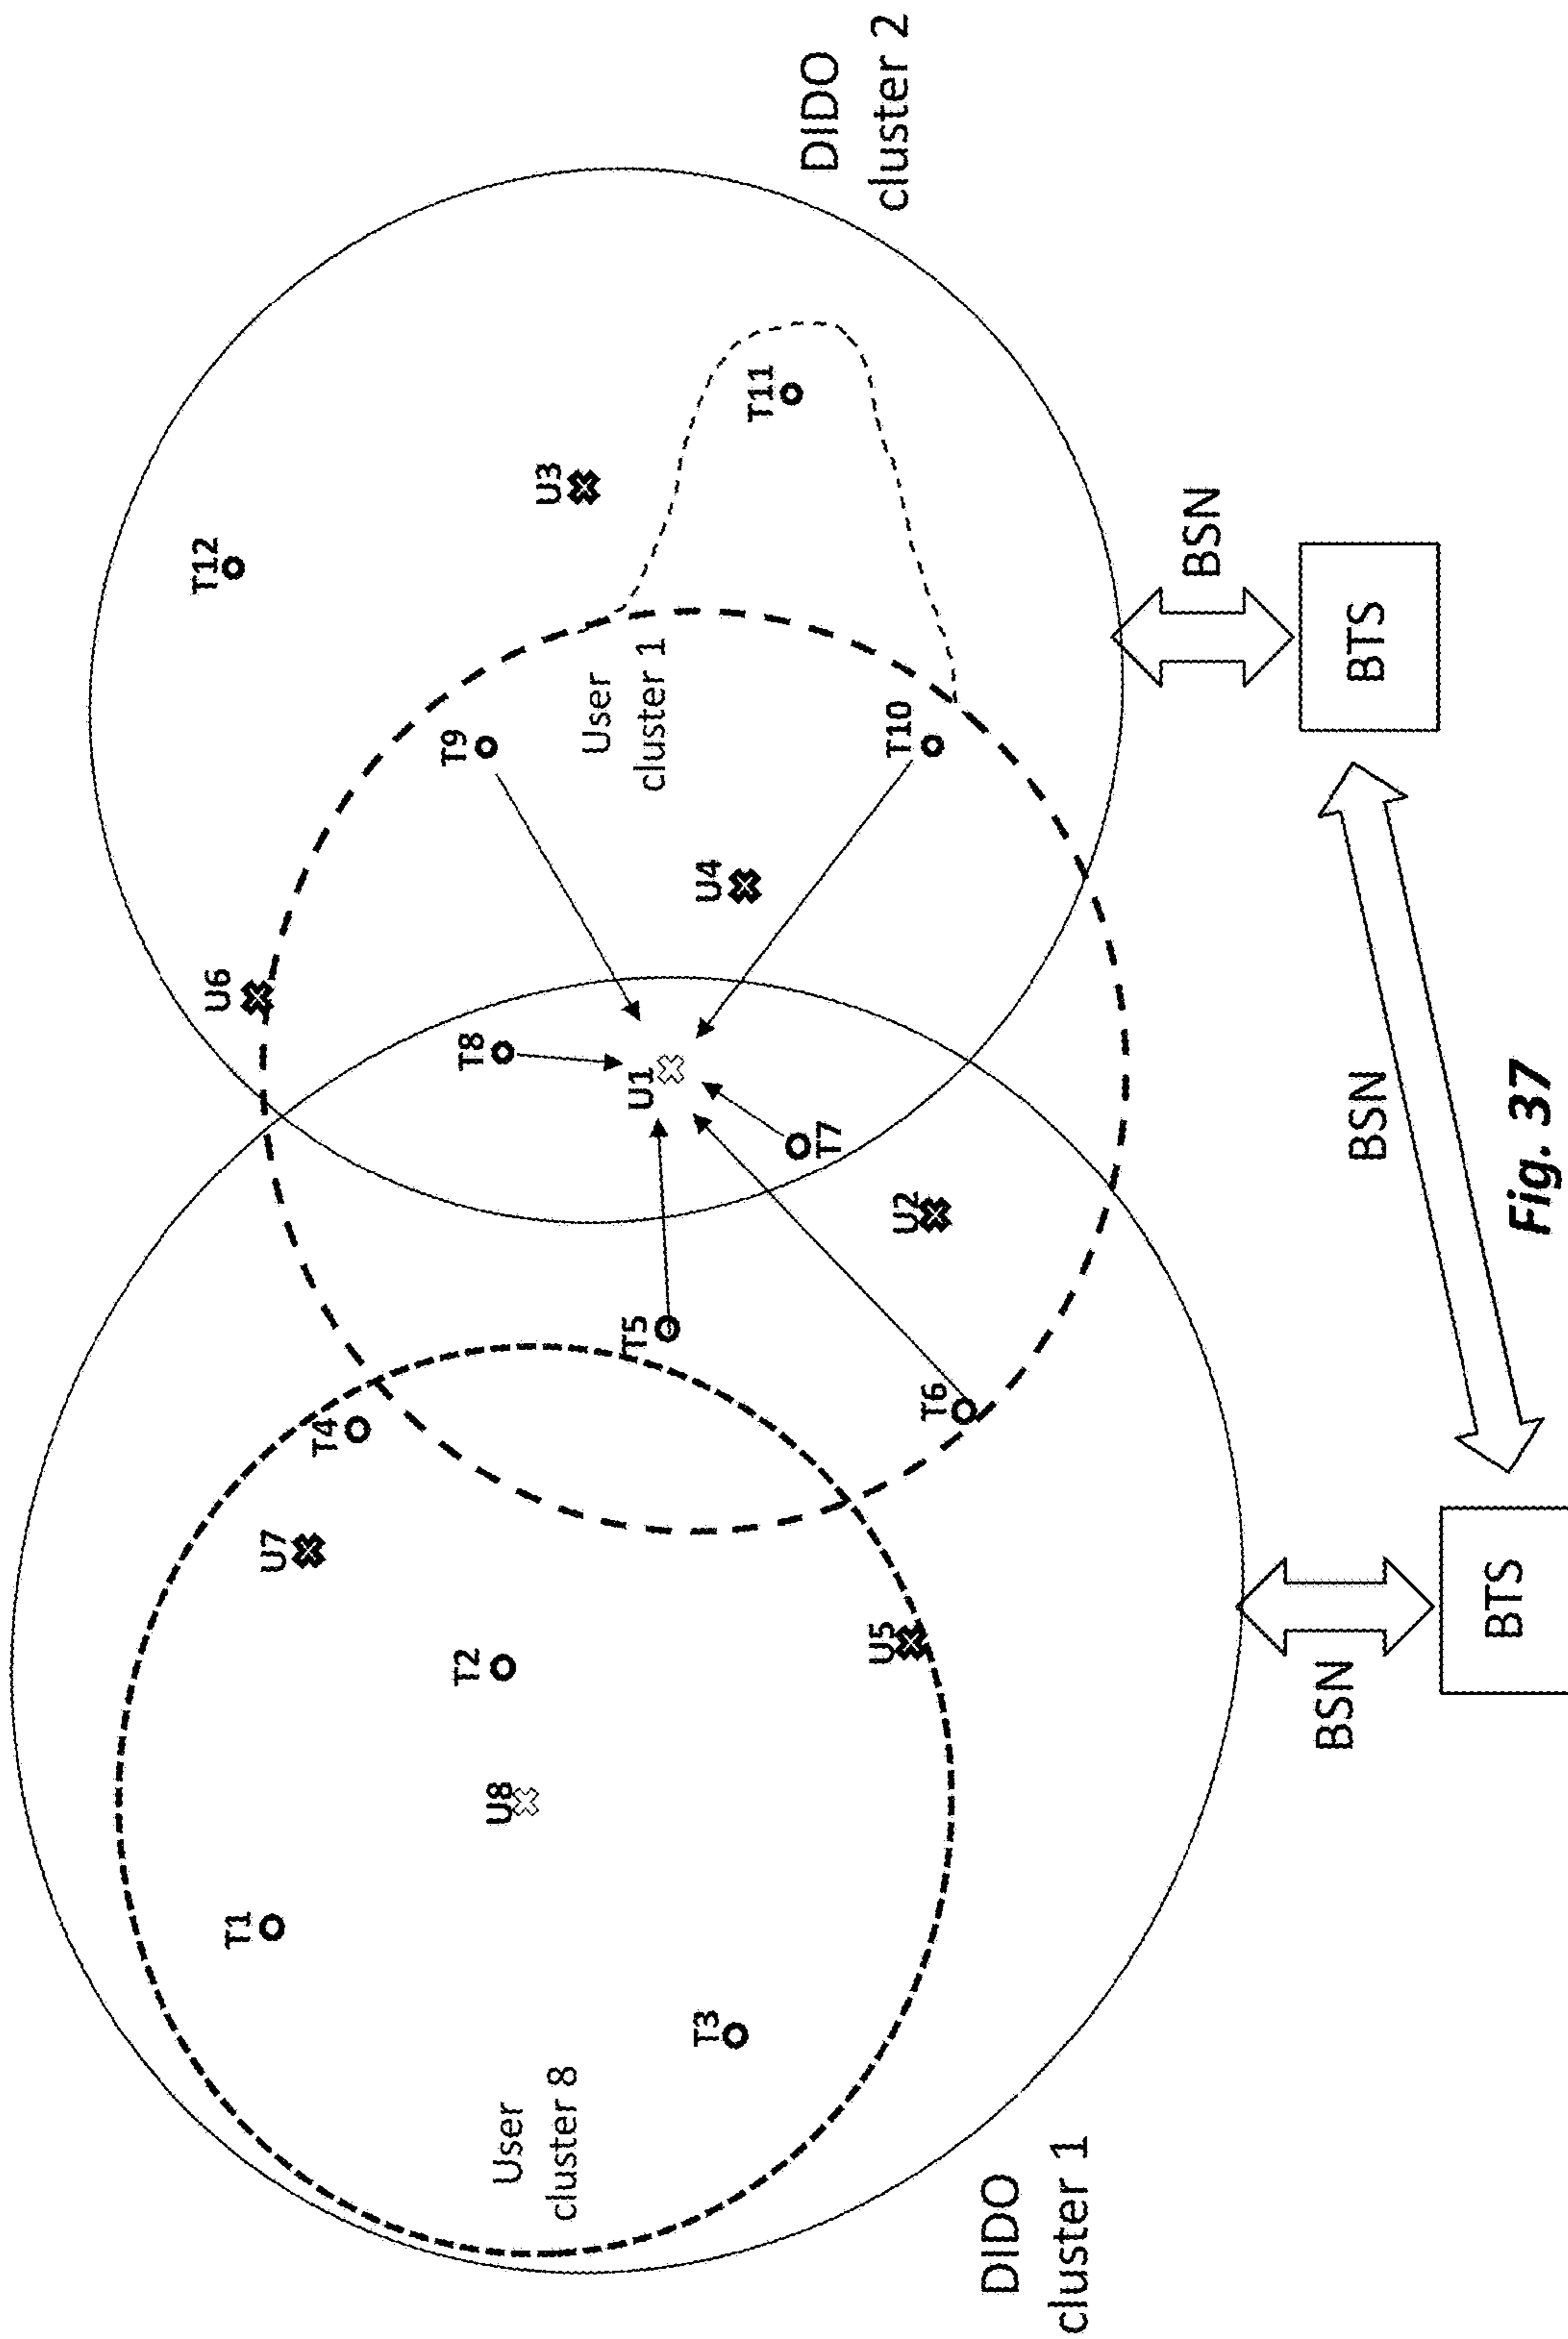 T12
U6
T9
U3
DIDO
cluster 2
T4
U7
T1
T8
User
cluster 1
T11
U1
T5
U4
T2
U8
T7
T10
T3
U2
T6
U5
User
cluster 8
DIDO
cluster 1
BSN
BTS
BSN
BSN
BTS
Fig. 37